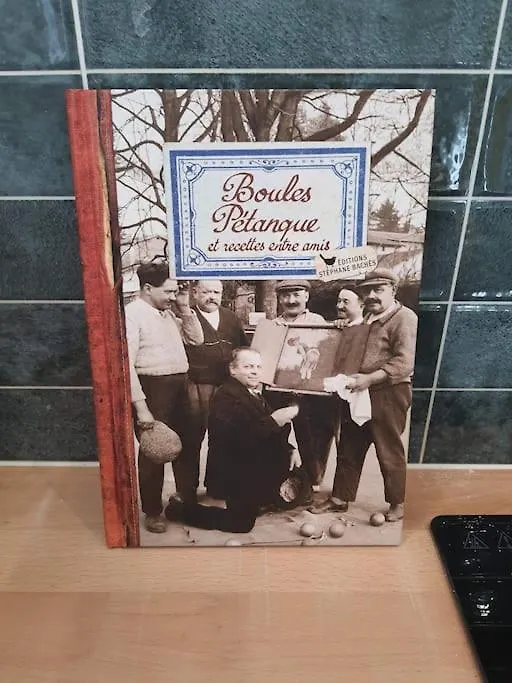 Boules
Pétanque
et recettes entre amis
ÉDITIONS
STÉPHANE BACHÈS